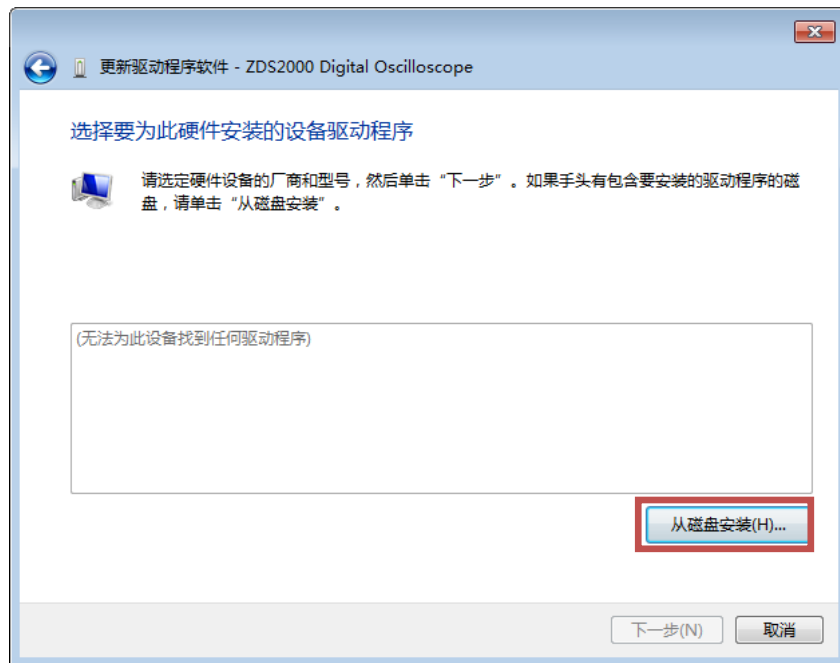 更新驱动程序软件 - ZDS2000 Digital Oscilloscope
选择要为此硬件安装的设备驱动程序
请选定硬件设备的厂商和型号，然后单击“下一步”。如果手头有包含要安装的驱动程序的磁
盘，请单击“从磁盘安装”。
(无法为此设备找到任何驱动程序)
从磁盘安装(H)...
下一步(N)
取消